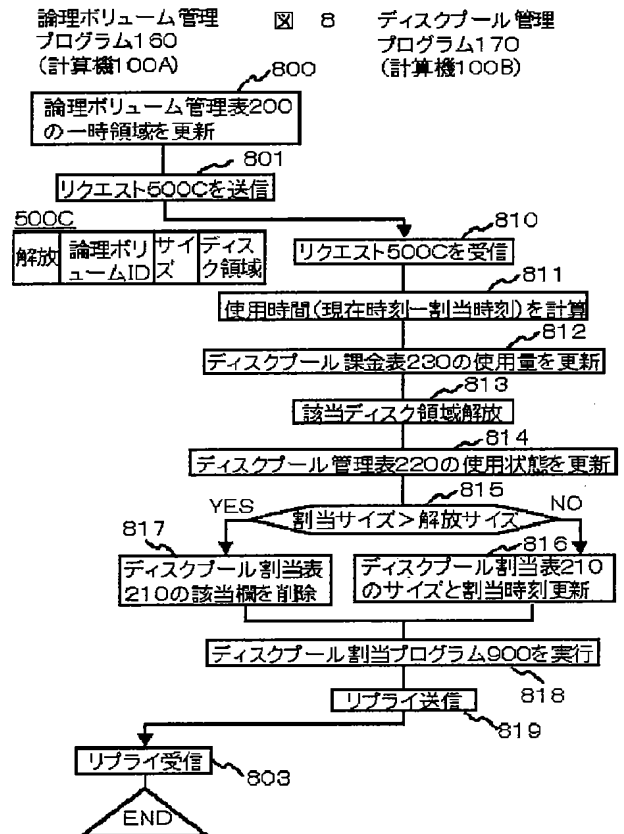 論理ボリューム管理
プログラム160
(計算機100A)
図 8
ディスクプール管理
プログラム170
(計算機100B)
800
論理ボリューム管理表200
の一時領域を更新
801
リクエスト500Cを送信
500C
解放
論理ボリ
ュームID
サイ
ズ
ディス
ク領域
810
リクエスト500Cを受信
811
使用時間(現在時刻ー割当時刻)を計算
812
ディスクプール課金表230の使用量を更新
813
該当ディスク領域解放
814
ディスクプール管理表220の使用状態を更新
815
YES
割当サイズ>解放サイズ
NO
817
ディスクプール割当表
210の該当欄を削除
816
ディスクプール割当表210
のサイズと割当時刻更新
ディスクプール割当プログラム900を実行
818
リプライ送信
819
リプライ受信
803
END